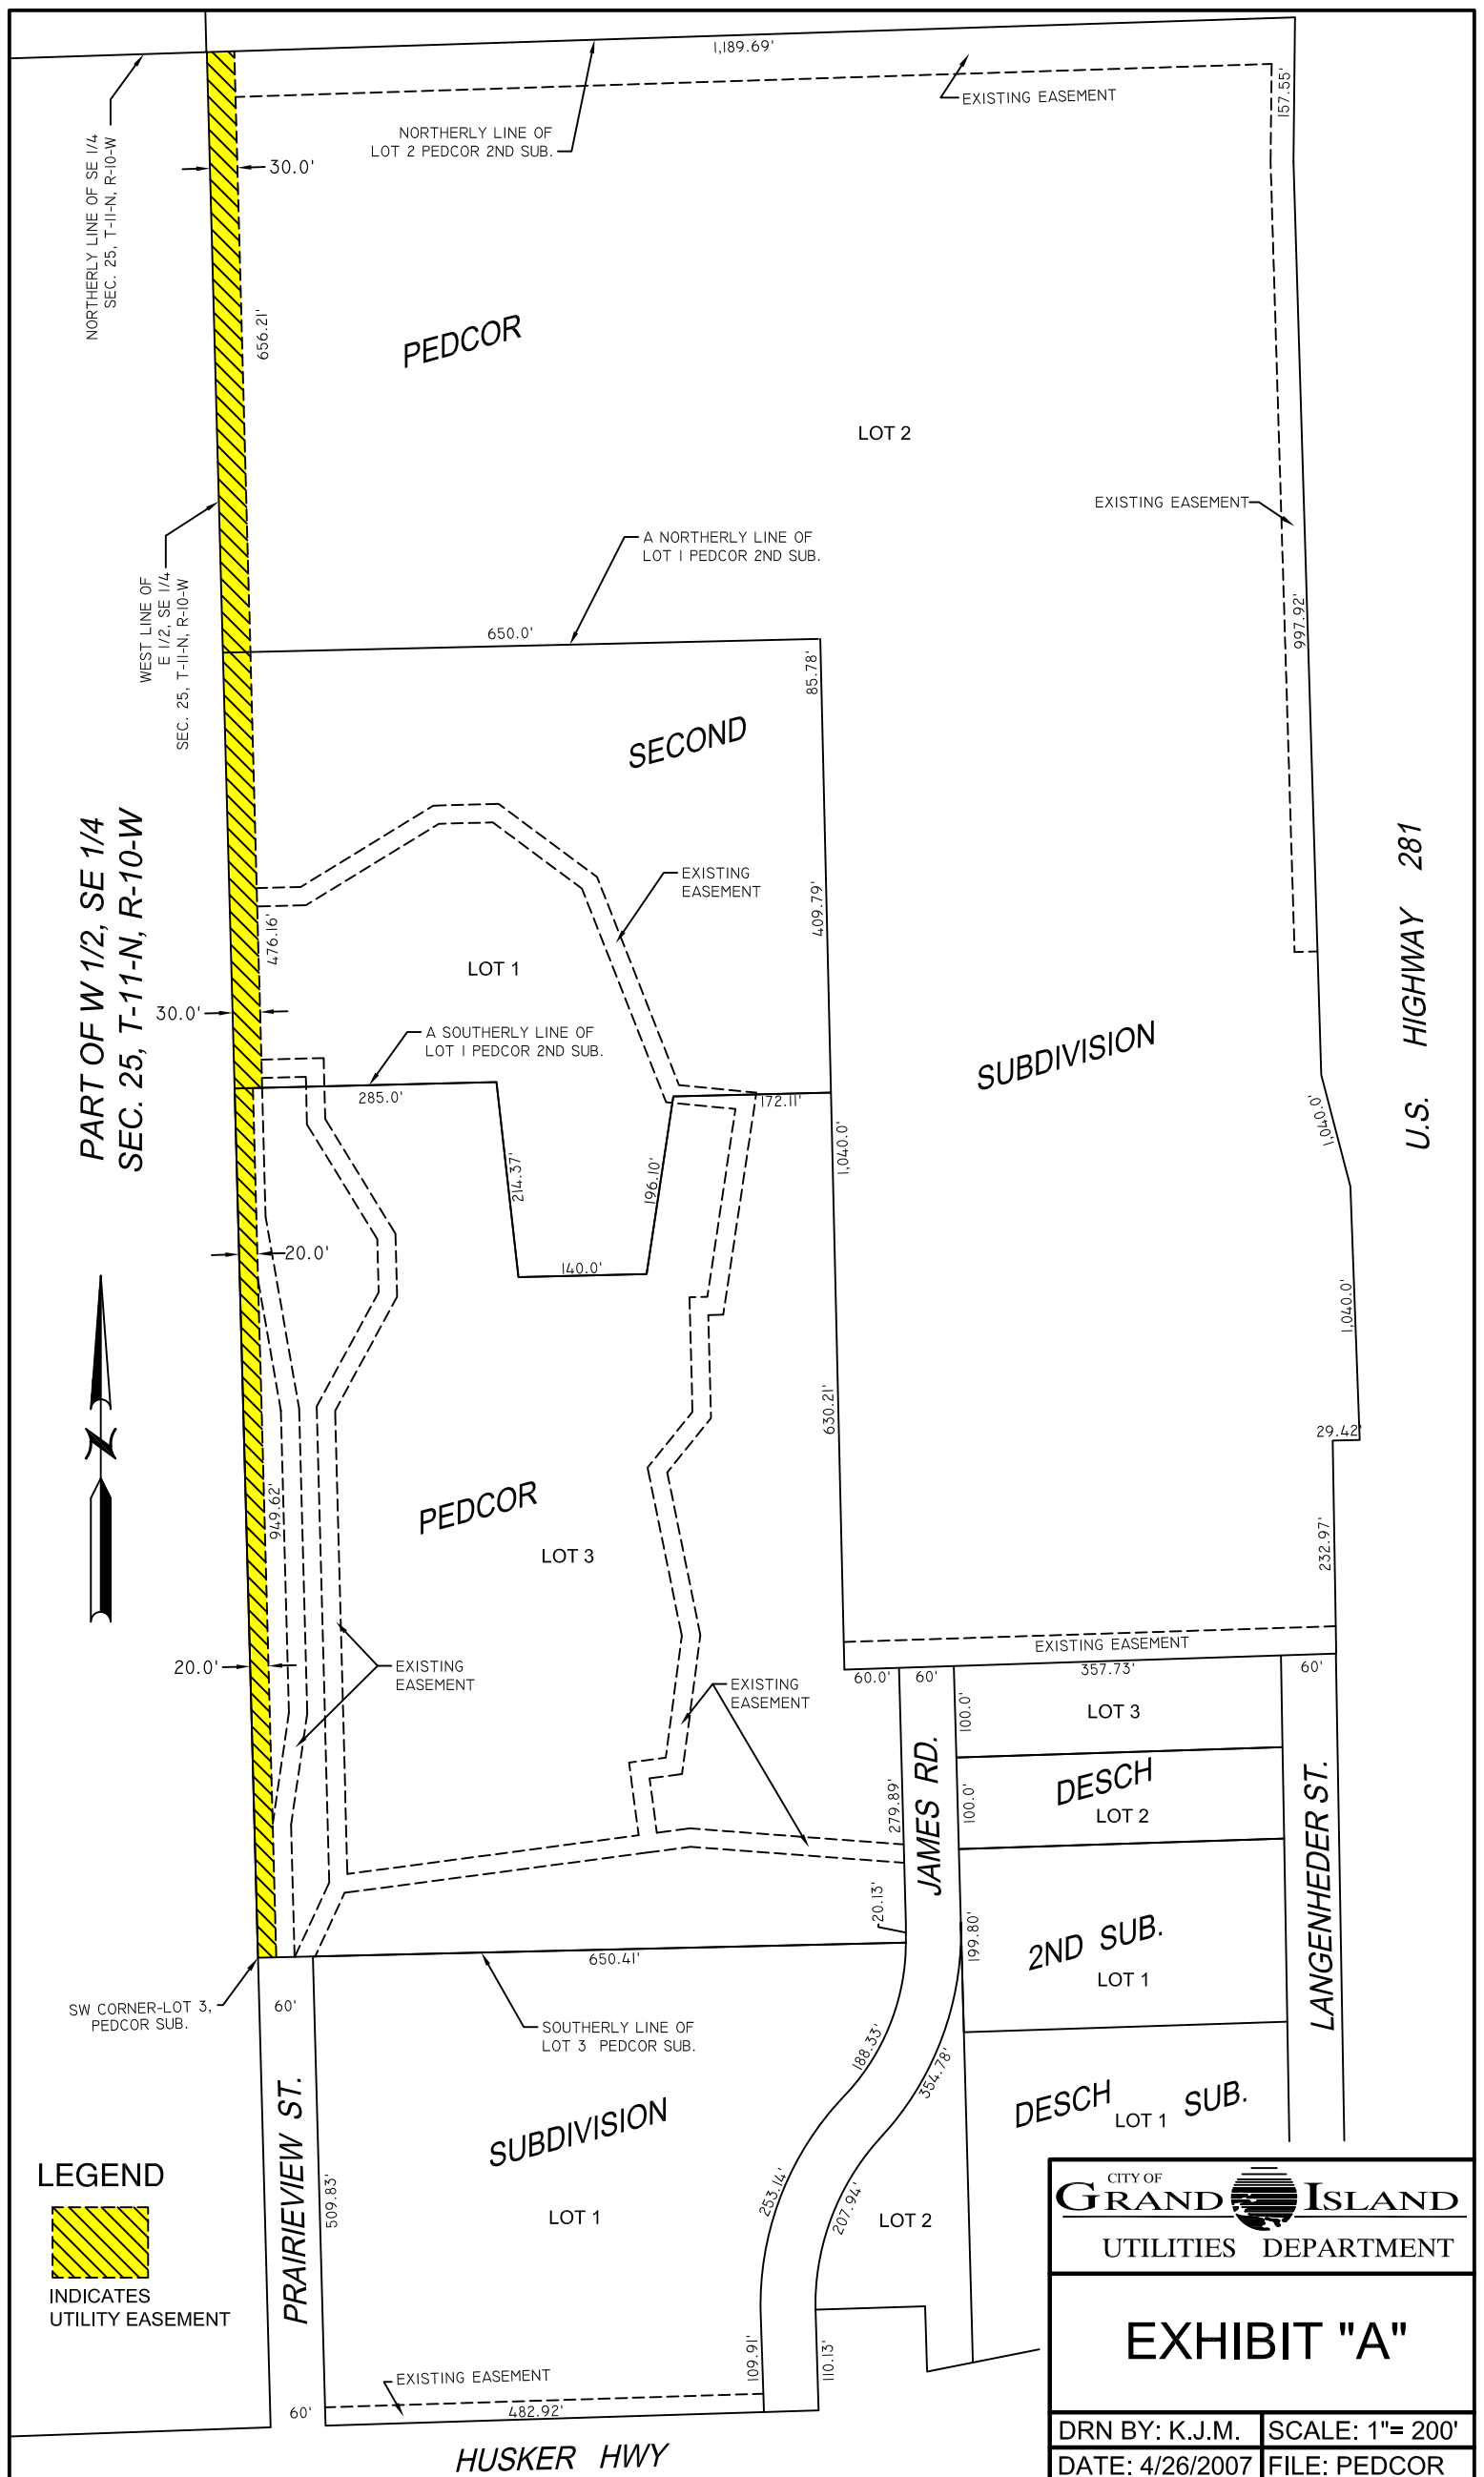 1,189.69'
EXISTING EASEMENT
157.55'
NORTHERLY LINE OF
LOT 2 PEDCOR 2ND SUB.
NORTHERLY LINE OF SE 1/4
SEC. 25, T-11-N, R-10-W
30.0'
656.21'
PEDCOR
LOT 2
EXISTING EASEMENT
A NORTHERLY LINE OF
LOT 1 PEDCOR 2ND SUB.
WEST LINE OF
E 1/2, SE 1/4
SEC. 25, T-11-N, R-10-W
997.92'
650.0'
85.78'
SECOND
PART OF W 1/2, SE 1/4
SEC. 25, T-11-N, R-10-W
U.S. HIGHWAY 281
EXISTING
EASEMENT
409.79'
476.16'
LOT 1
30.0'
A SOUTHERLY LINE OF
LOT 1 PEDCOR 2ND SUB.
SUBDIVISION
285.0'
172.11'
1,040.0'
1,040.0'
214.37'
196.10'
20.0'
140.0'
1,040.0'
N
630.21'
29.42'
949.62'
PEDCOR
LOT 3
232.97'
EXISTING EASEMENT
20.0'
EXISTING
EASEMENT
60.0'
60'
357.73'
60'
EXISTING
EASEMENT
100.0'
LOT 3
279.89'
JAMES RD.
DESCH
100.0'
LOT 2
LANGENHEDER ST.
20.13'
199.80'
2ND SUB.
LOT 1
650.41'
SW CORNER-LOT 3,
PEDCOR SUB.
60'
SOUTHERLY LINE OF
LOT 3 PEDCOR SUB.
188.33'
354.78'
DESCH SUB.
LOT 1
PRAIRIEVIEW ST.
SUBDIVISION
LEGEND
509.83'
LOT 1
253.14'
207.94'
LOT 2
INDICATES
UTILITY EASEMENT
109.91'
110.13'
EXISTING EASEMENT
60'
482.92'
HUSKER HWY
CITY OF
GRAND ISLAND
UTILITIES DEPARTMENT
EXHIBIT "A"
DRN BY: K.J.M.
SCALE: 1"= 200'
DATE: 4/26/2007
FILE: PEDCOR